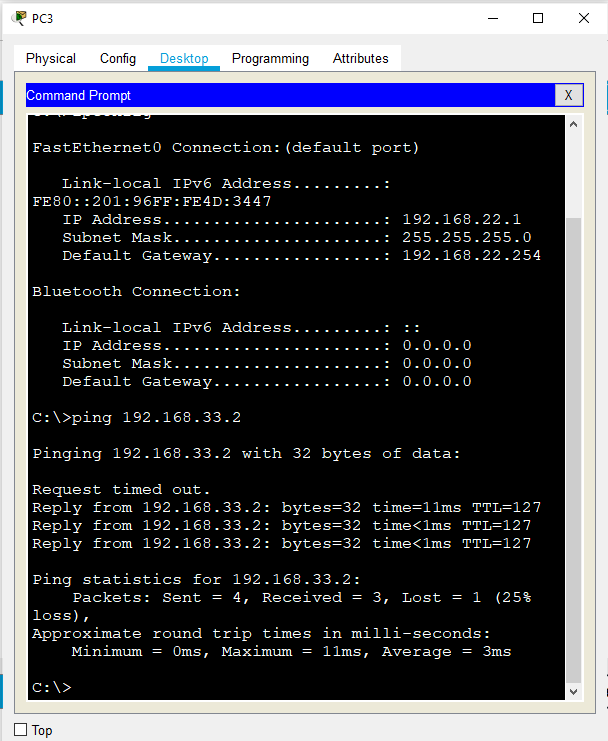 PC3
Physical Config Desktop Programming Attributes
Command Prompt
X
FastEthernet0 Connection:(default port)
Link-local IPv6 Address.........:
FE80::201:96FF:FE4D:3447
IP Address......................: 192.168.22.1
Subnet Mask.....................: 255.255.255.0
Default Gateway.................: 192.168.22.254
Bluetooth Connection:
Link-local IPv6 Address.........: ::
IP Address......................: 0.0.0.0
Subnet Mask.....................: 0.0.0.0
Default Gateway.................: 0.0.0.0
C:\>ping 192.168.33.2
Pinging 192.168.33.2 with 32 bytes of data:
Request timed out.
Reply from 192.168.33.2: bytes=32 time=11ms TTL=127
Reply from 192.168.33.2: bytes=32 time<1ms TTL=127
Reply from 192.168.33.2: bytes=32 time<1ms TTL=127
Ping statistics for 192.168.33.2:
Packets: Sent = 4, Received = 3, Lost = 1 (25%
loss),
Approximate round trip times in milli-seconds:
Minimum = 0ms, Maximum = 11ms, Average = 3ms
C:\>
Top